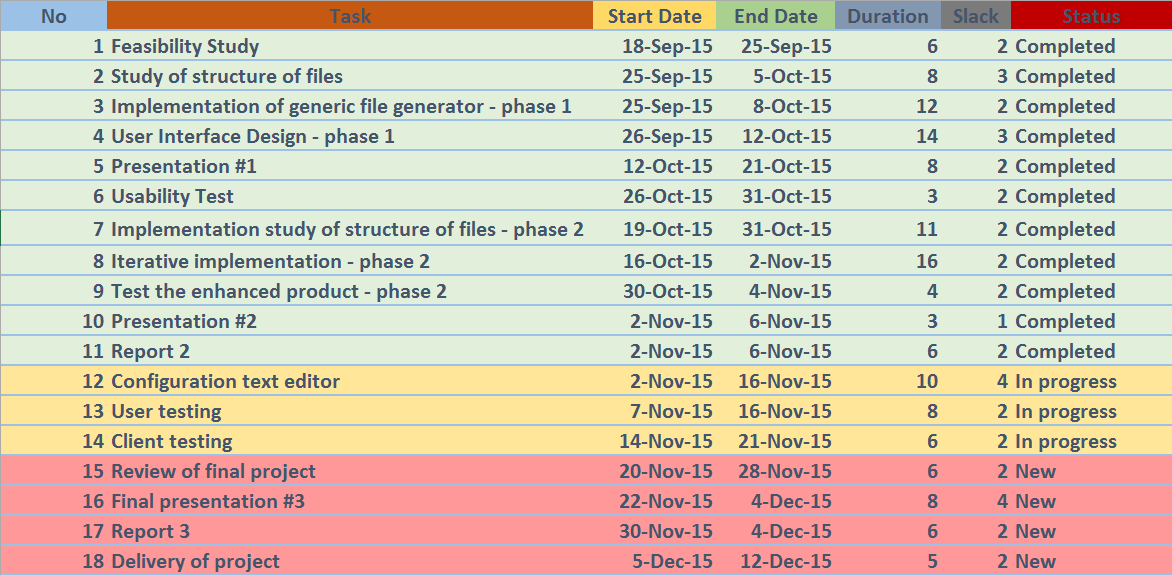 No Task Start Date End Date Duration Slack Status
1 Feasibility Study 18-Sep-15 25-Sep-15 6 2 Completed
2 Study of structure of files 25-Sep-15 5-Oct-15 8 3 Completed
3 Implementation of generic file generator - phase 1 25-Sep-15 8-Oct-15 12 2 Completed
4 User Interface Design - phase 1 26-Sep-15 12-Oct-15 14 3 Completed
5 Presentation #1 12-Oct-15 21-Oct-15 8 2 Completed
6 Usability Test 26-Oct-15 31-Oct-15 3 2 Completed
7 Implementation study of structure of files - phase 2 19-Oct-15 31-Oct-15 11 2 Completed
8 Iterative implementation - phase 2 16-Oct-15 2-Nov-15 16 2 Completed
9 Test the enhanced product - phase 2 30-Oct-15 4-Nov-15 4 2 Completed
10 Presentation #2 2-Nov-15 6-Nov-15 3 1 Completed
11 Report 2 2-Nov-15 6-Nov-15 6 2 Completed
12 Configuration text editor 2-Nov-15 16-Nov-15 10 4 In progress
13 User testing 7-Nov-15 16-Nov-15 8 2 In progress
14 Client testing 14-Nov-15 21-Nov-15 6 2 In progress
15 Review of final project 20-Nov-15 28-Nov-15 6 2 New
16 Final presentation #3 22-Nov-15 4-Dec-15 8 4 New
17 Report 3 30-Nov-15 4-Dec-15 6 2 New
18 Delivery of project 5-Dec-15 12-Dec-15 5 2 New